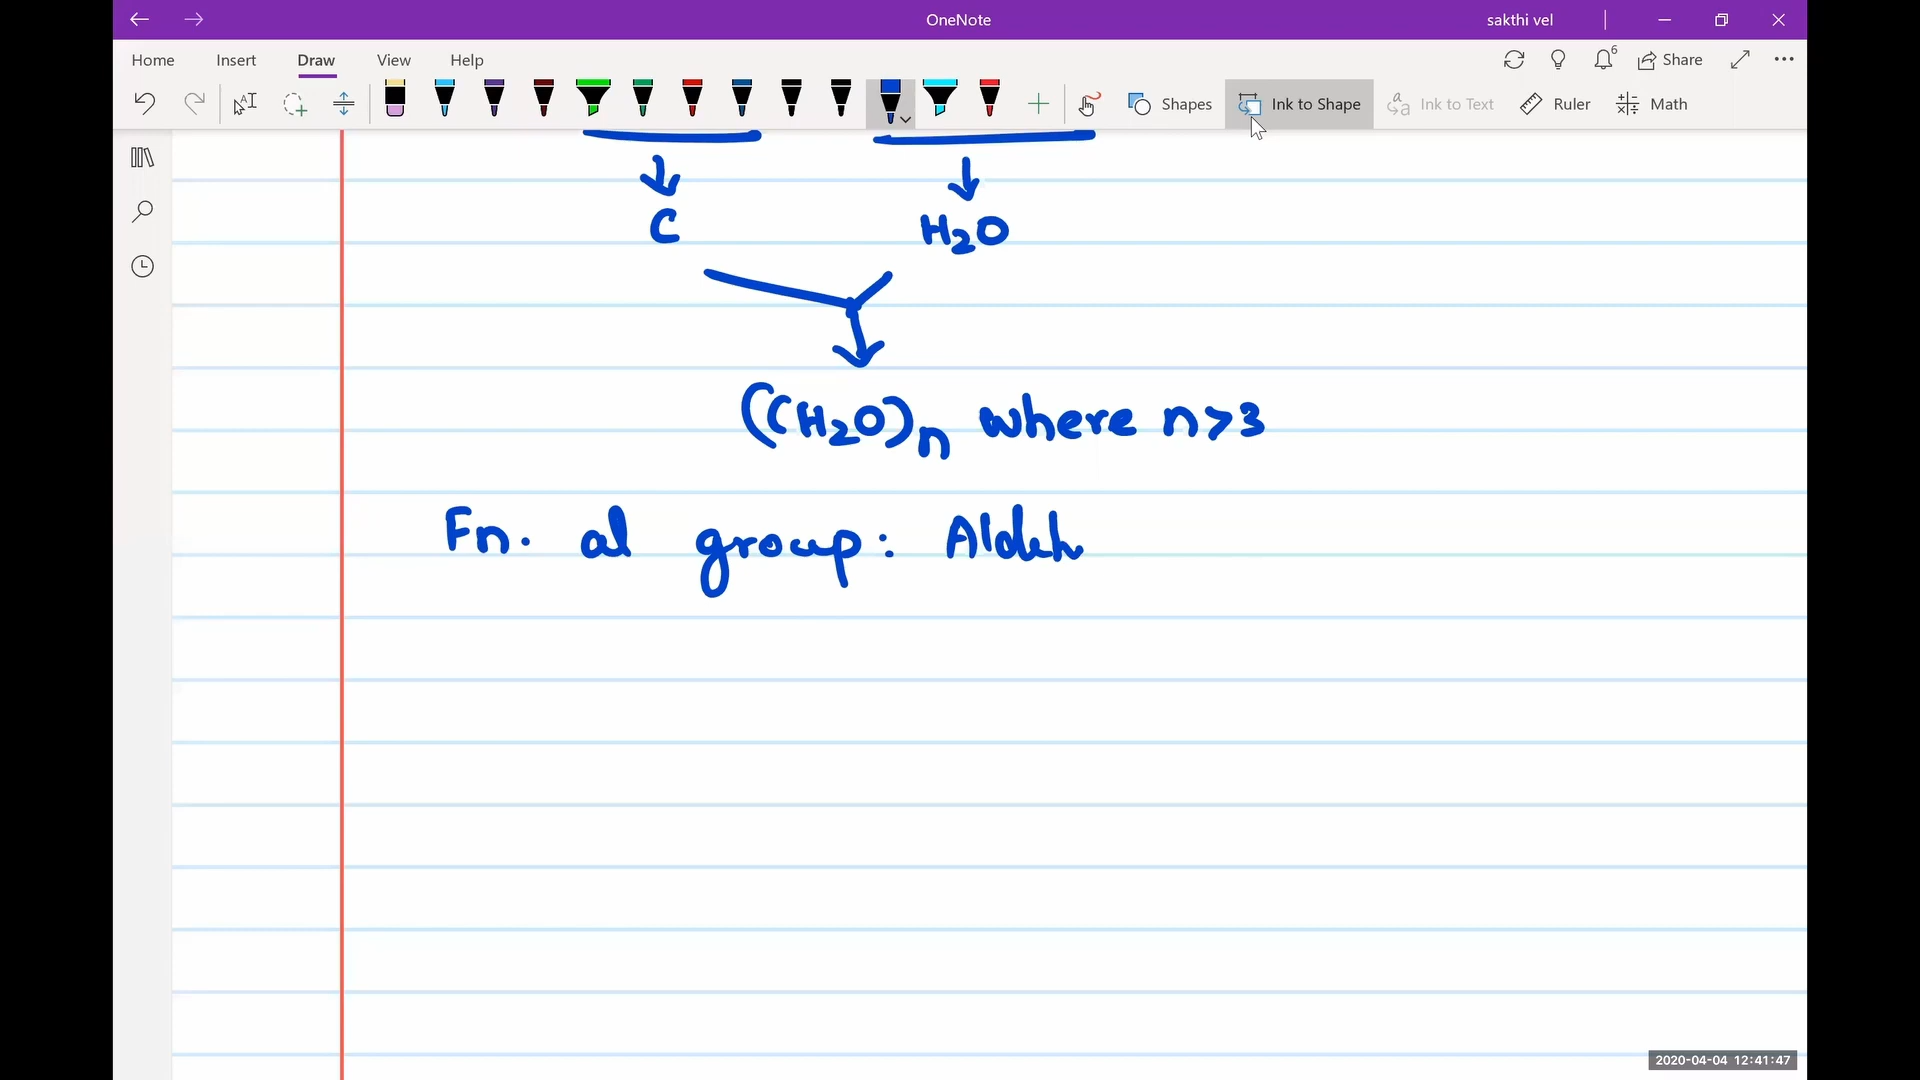 OneNote
sakthi vel
Home Insert Draw View Help
6 Share
Shapes Ink to Shape Ink to Text Ruler Math
C H2O
(CH2O)n where n>3
Fn. al group: Aldeh
2020-04-04 12:41:47